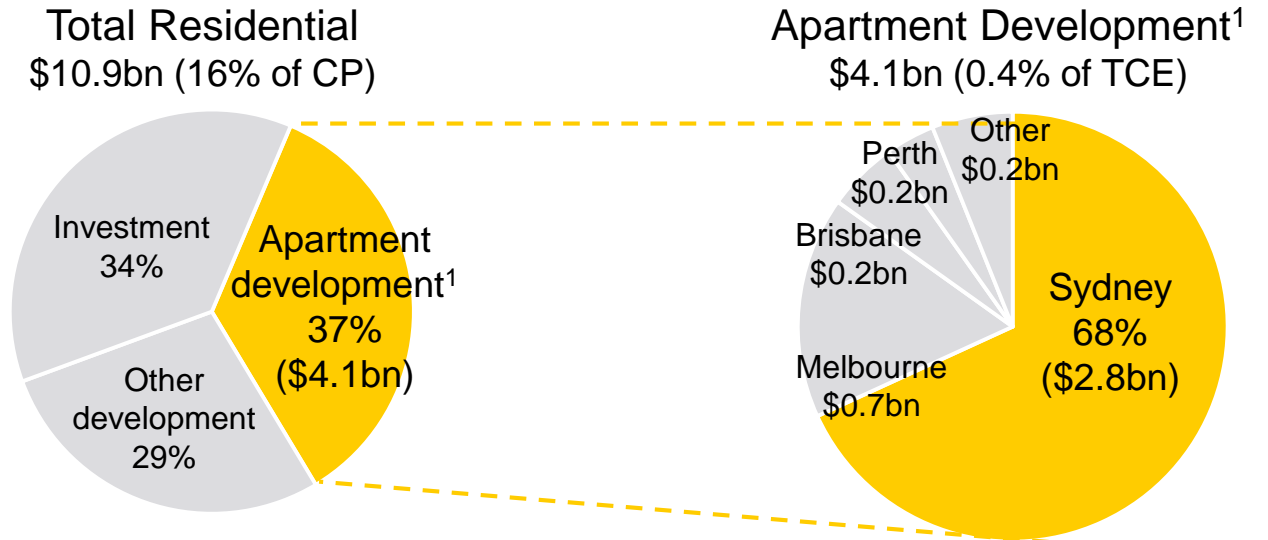 Total Residential
$10.9bn (16% of CP)
Investment
34%
Apartment
development¹
37%
($4.1bn)
Other
development
29%
Apartment Development¹
$4.1bn (0.4% of TCE)
Other
$0.2bn
Perth
$0.2bn
Brisbane
$0.2bn
Melbourne
$0.7bn
Sydney
68%
($2.8bn)